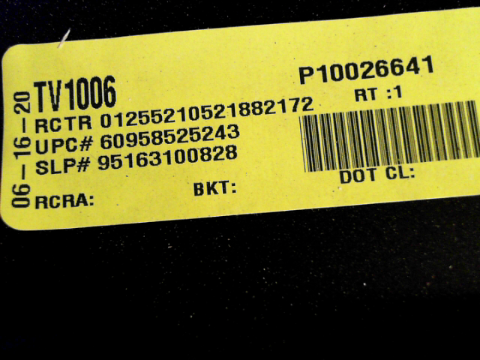 06-16-20
TV1006
P10026641
RCTR 01255210521882172
RT :1
UPC# 60958525243
SLP# 95163100828
RCRA:
BKT:
DOT CL: